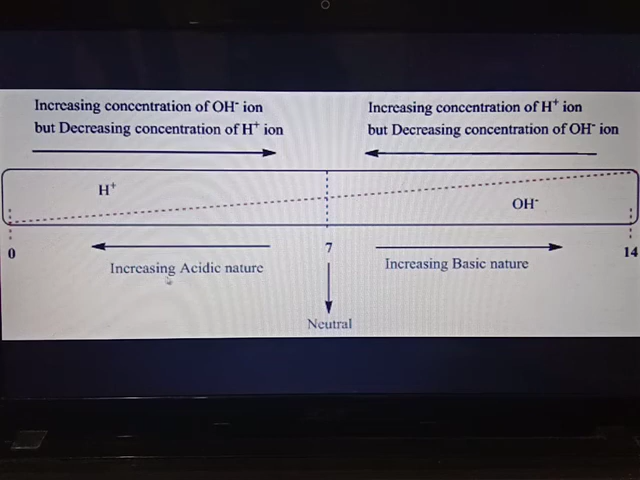 Increasing concentration of OH⁻ ion
but Decreasing concentration of H⁺ ion
Increasing concentration of H⁺ ion
but Decreasing concentration of OH⁻ ion
H⁺
OH⁻
0
7
14
Increasing Acidic nature
Increasing Basic nature
Neutral